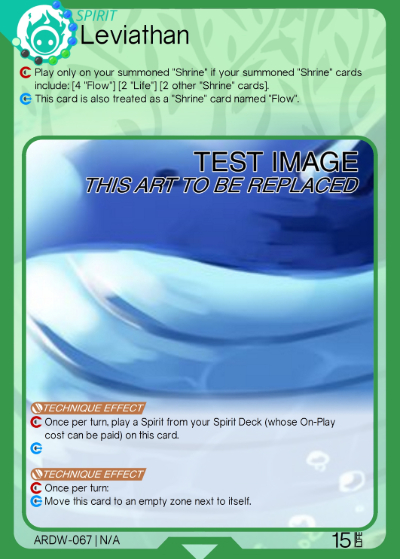 SPIRIT
Leviathan
Play only on your summoned "Shrine" if your summoned "Shrine" cards
include: [4 "Flow"] [2 "Life"] [2 other "Shrine" cards].
This card is also treated as a "Shrine" card named "Flow".
TEST IMAGE
THIS ART TO BE REPLACED
TECHNIQUE EFFECT
Once per turn, play a Spirit from your Spirit Deck (whose On-Play
cost can be paid) on this card.
TECHNIQUE EFFECT
Once per turn:
Move this card to an empty zone next to itself.
ARDW-067 | N/A
15 LIFE